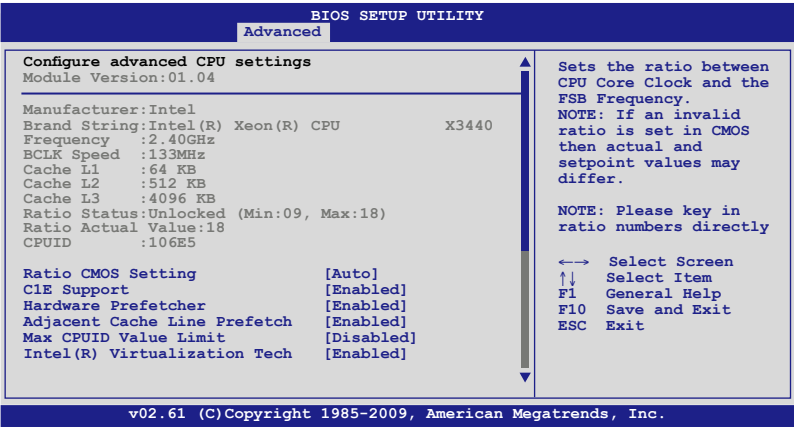 BIOS SETUP UTILITY
Advanced
Configure advanced CPU settings
Module Version:01.04
Manufacturer:Intel
Brand String:Intel(R) Xeon(R) CPU X3440
Frequency :2.40GHz
BCLK Speed :133MHz
Cache L1 :64 KB
Cache L2 :512 KB
Cache L3 :4096 KB
Ratio Status:Unlocked (Min:09, Max:18)
Ratio Actual Value:18
CPUID :106E5
Ratio CMOS Setting [Auto]
C1E Support [Enabled]
Hardware Prefetcher [Enabled]
Adjacent Cache Line Prefetch [Enabled]
Max CPUID Value Limit [Disabled]
Intel(R) Virtualization Tech [Enabled]
Sets the ratio between
CPU Core Clock and the
FSB Frequency.
NOTE: If an invalid
ratio is set in CMOS
then actual and
setpoint values may
differ.
NOTE: Please key in
ratio numbers directly
←→ Select Screen
↑↓ Select Item
F1 General Help
F10 Save and Exit
ESC Exit
v02.61 (C)Copyright 1985-2009, American Megatrends, Inc.